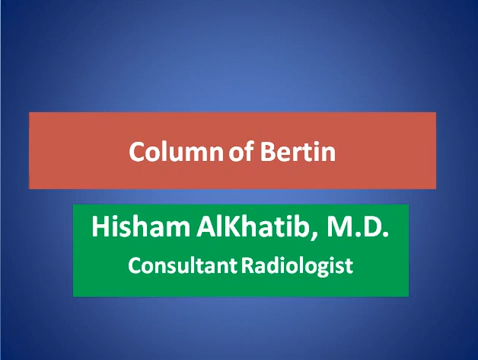 Column of Bertin
Hisham AlKhatib, M.D.
Consultant Radiologist